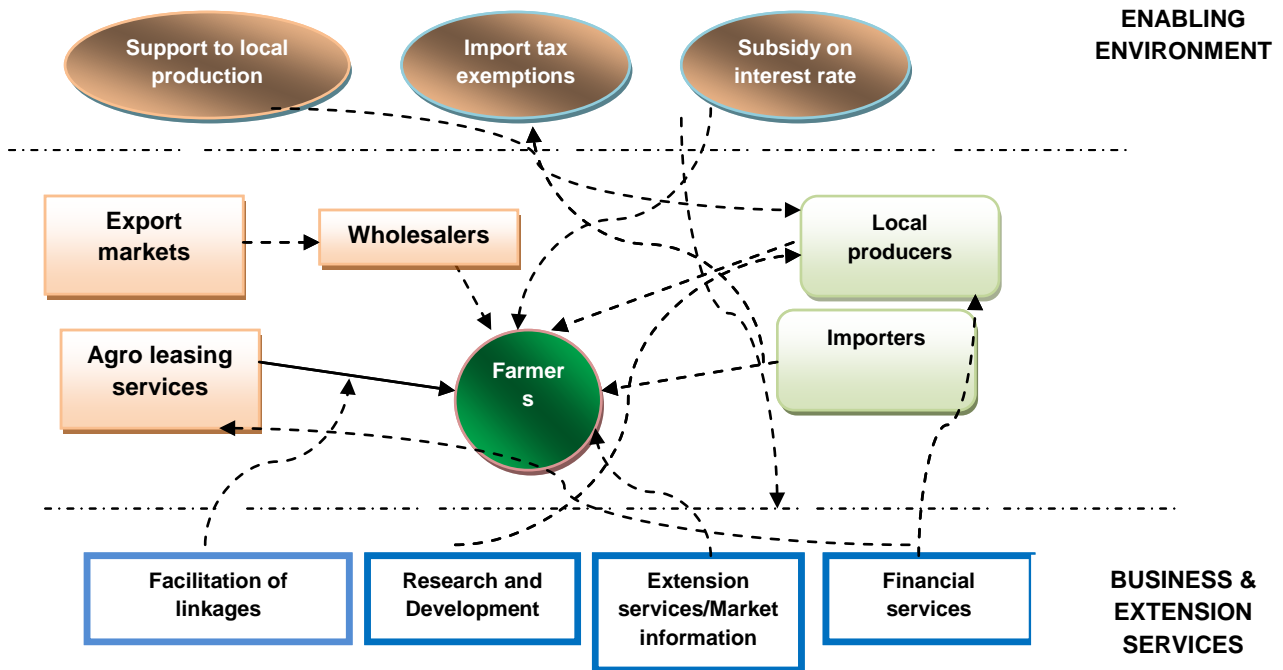 Support to local
production
Import tax
exemptions
Subsidy on
interest rate
ENABLING
ENVIRONMENT
Export
markets
Wholesalers
Local
producers
Agro leasing
services
Farmer
s
Importers
Facilitation of
linkages
Research and
Development
Extension
services/Market
information
Financial
services
BUSINESS &
EXTENSION
SERVICES